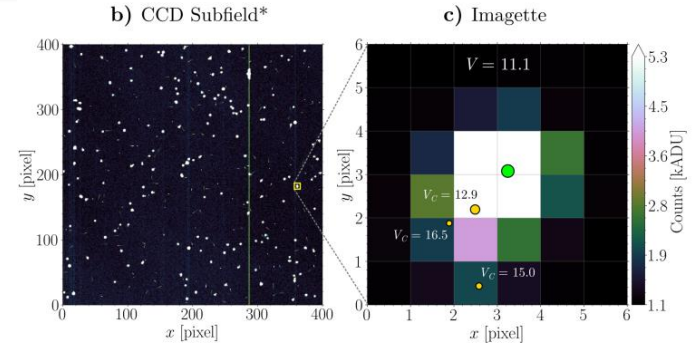 b) CCD Subfield*
c) Imagette
400
300
200
100
0
y [pixel]
0 100 200 300 400
x [pixel]
6
5
4
3
2
1
0
y [pixel]
V = 11.1
V_C = 12.9
V_C = 16.5
V_C = 15.0
0 1 2 3 4 5 6
x [pixel]
5.3
4.5
3.6
2.8
1.9
1.1
Counts [kADU]